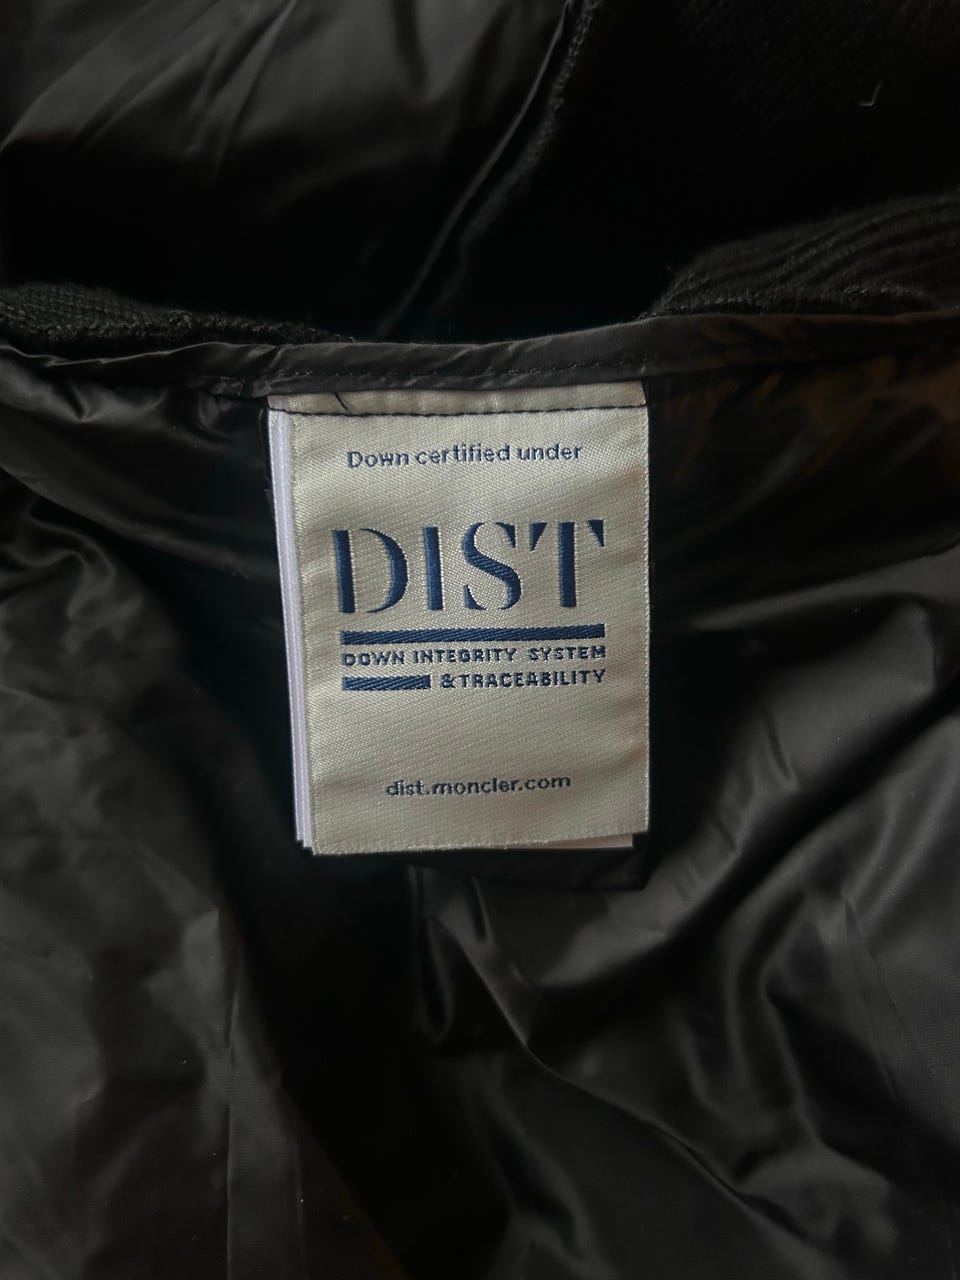 Down certified under
DIST
DOWN INTEGRITY SYSTEM
& TRACEABILITY
dist.moncler.com